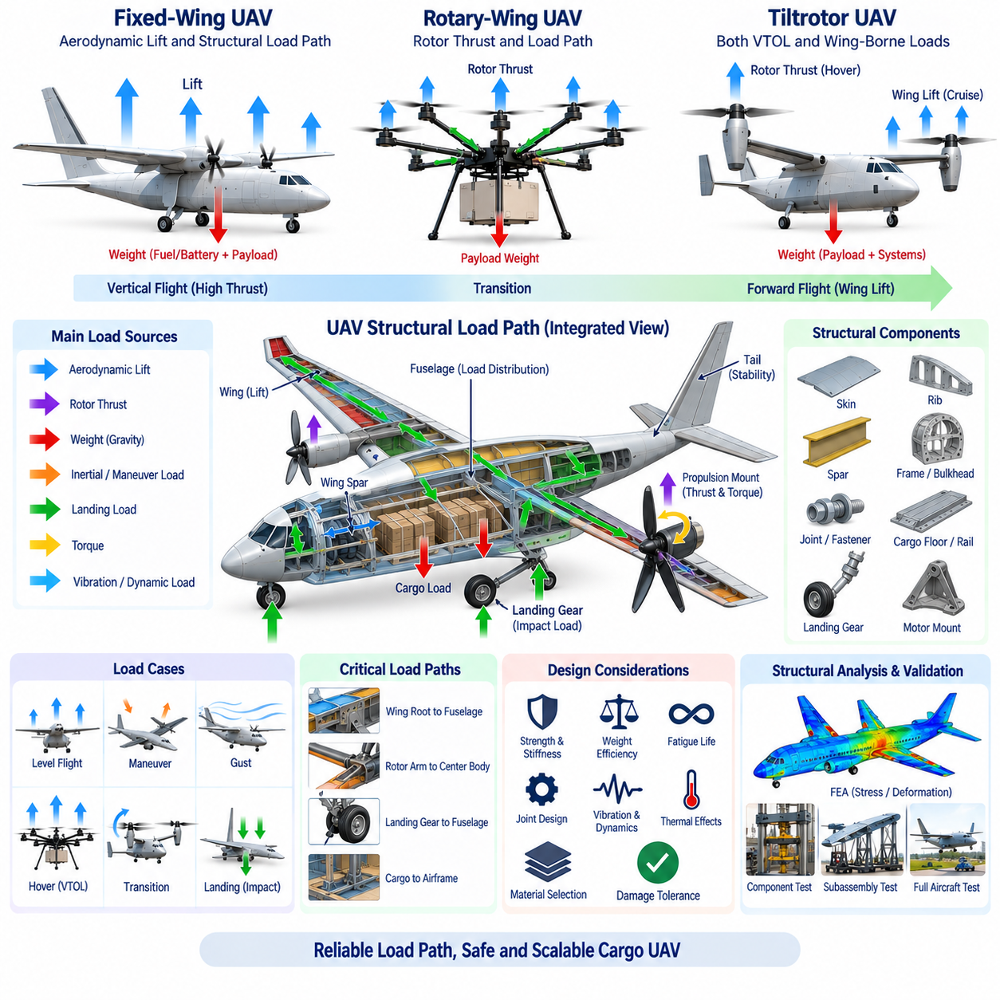 Fixed-Wing UAV
Aerodynamic Lift and Structural Load Path
Lift
Weight (Fuel/Battery + Payload)
Rotary-Wing UAV
Rotor Thrust and Load Path
Rotor Thrust
Payload Weight
Tiltrotor UAV
Both VTOL and Wing-Borne Loads
Rotor Thrust (Hover)
Wing Lift (Cruise)
Weight (Payload + Systems)
Vertical Flight (High Thrust)
Transition
Forward Flight (Wing Lift)
Main Load Sources
Aerodynamic Lift
Rotor Thrust
Weight (Gravity)
Inertial / Maneuver Load
Landing Load
Torque
Vibration / Dynamic Load
UAV Structural Load Path (Integrated View)
Fuselage (Load Distribution)
Wing (Lift)
Tail
(Stability)
Wing Spar
Propulsion Mount
(Thrust & Torque)
Cargo Load
Landing Gear
(Impact Load)
Structural Components
Skin
Rib
Spar
Frame / Bulkhead
Joint / Fastener
Cargo Floor / Rail
Landing Gear
Motor Mount
Load Cases
Level Flight
Maneuver
Gust
Hover (VTOL)
Transition
Landing (Impact)
Critical Load Paths
Wing Root to Fuselage
Rotor Arm to Center Body
Landing Gear to Fuselage
Cargo to Airframe
Design Considerations
Strength &
Stiffness
Weight
Efficiency
Fatigue Life
Joint Design
Vibration &
Dynamics
Thermal Effects
Material Selection
Damage Tolerance
Structural Analysis & Validation
FEA (Stress / Deformation)
Component Test
Subassembly Test
Full Aircraft Test
Reliable Load Path, Safe and Scalable Cargo UAV